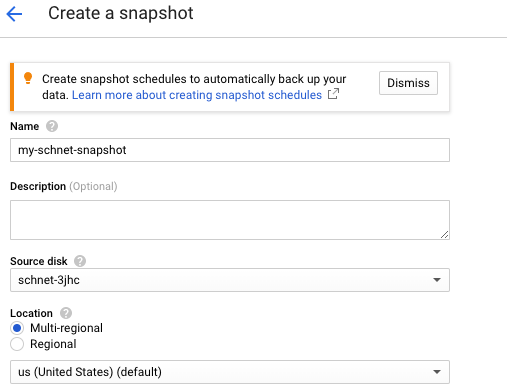 Create a snapshot
Create snapshot schedules to automatically back up your
data. Learn more about creating snapshot schedules
Dismiss
Name
my-schnet-snapshot
Description (Optional)
Source disk
schnet-3jhc
Location
Multi-regional
Regional
us (United States) (default)